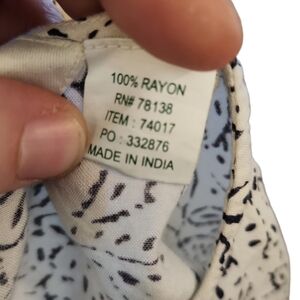 100% RAYON
RN# 78138
ITEM : 74017
PO : 332876
MADE IN INDIA